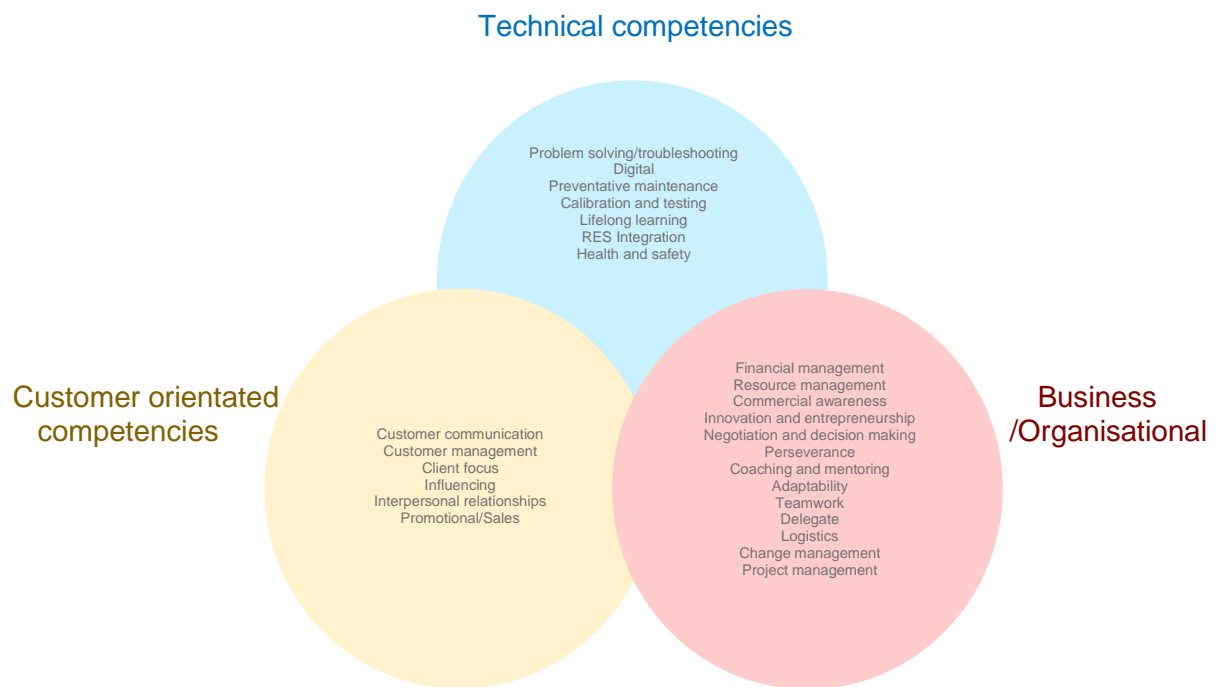 Technical competencies
Problem solving/troubleshooting
Digital
Preventative maintenance
Calibration and testing
Lifelong learning
RES Integration
Health and safety
Customer orientated
competencies
Customer communication
Customer management
Client focus
Influencing
Interpersonal relationships
Promotional/Sales
Financial management
Resource management
Commercial awareness
Innovation and entrepreneurship
Negotiation and decision making
Perseverance
Coaching and mentoring
Adaptability
Teamwork
Delegate
Logistics
Change management
Project management
Business
/Organisational